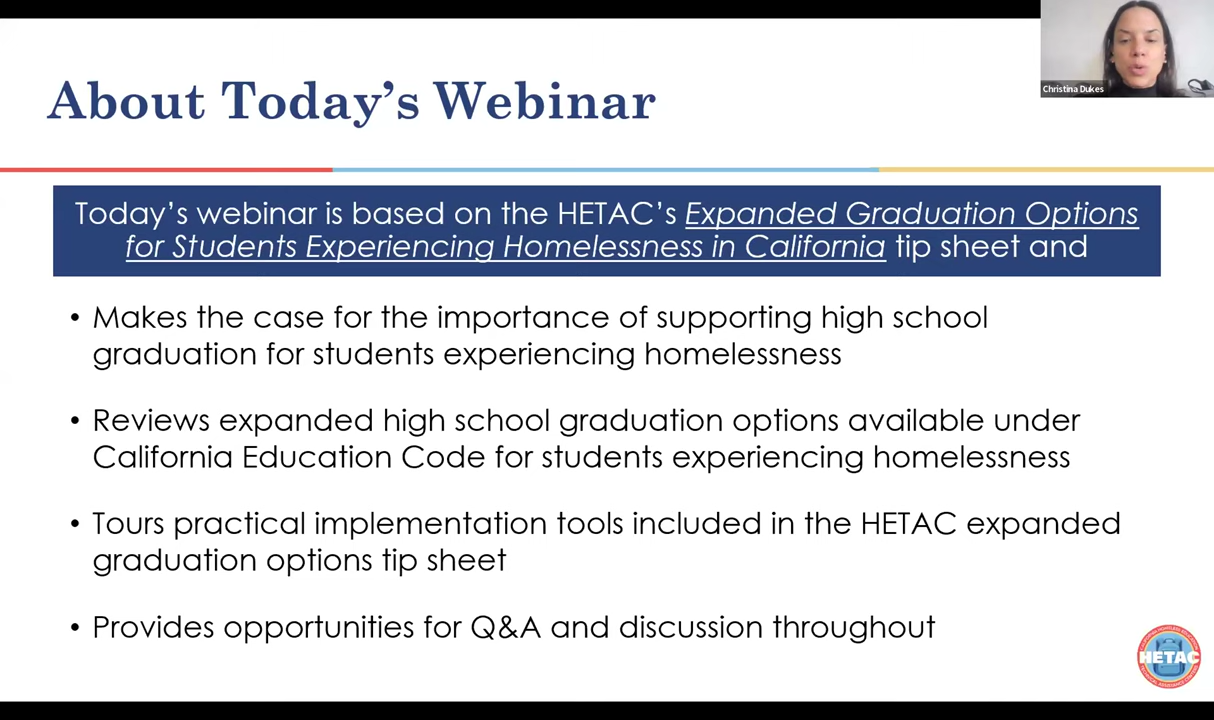 About Today's Webinar
Christina Dukes
Today's webinar is based on the HETAC's Expanded Graduation Options
for Students Experiencing Homelessness in California tip sheet and
• Makes the case for the importance of supporting high school
graduation for students experiencing homelessness
• Reviews expanded high school graduation options available under
California Education Code for students experiencing homelessness
• Tours practical implementation tools included in the HETAC expanded
graduation options tip sheet
• Provides opportunities for Q&A and discussion throughout
HETAC